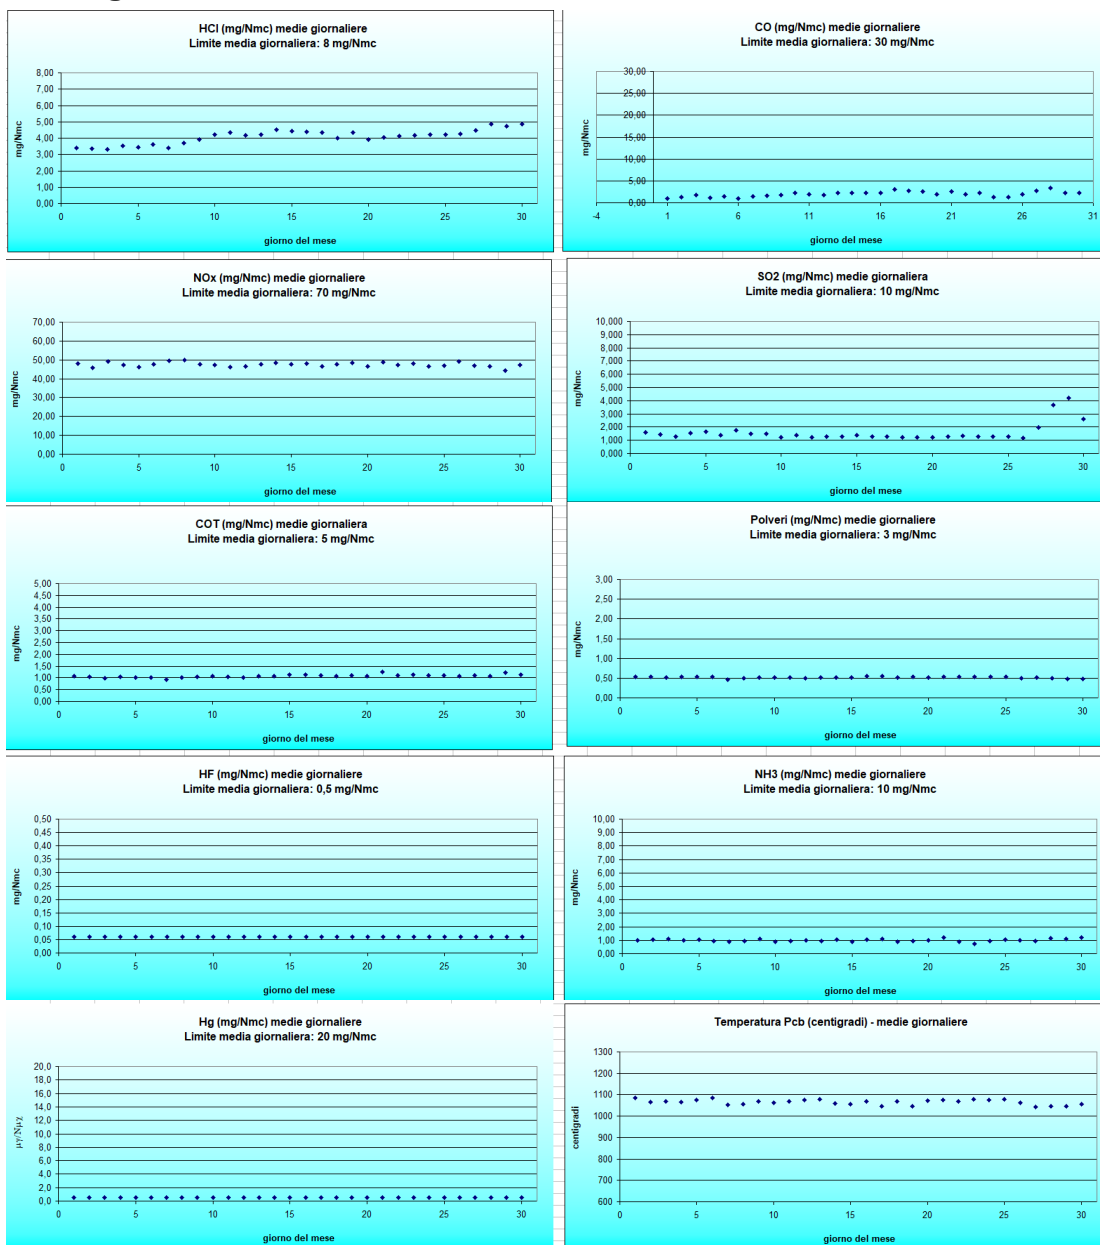 HCl (mg/Nmc) medie giornaliere
Limite media giornaliera: 8 mg/Nmc
8,00
7,00
6,00
5,00
4,00
3,00
2,00
1,00
0,00
mg/Nmc
0 5 10 15 20 25 30
giorno del mese
CO (mg/Nmc) medie giornaliere
Limite media giornaliera: 30 mg/Nmc
30,00
25,00
20,00
15,00
10,00
5,00
0,00
mg/Nmc
-4 1 6 11 16 21 26 31
giorno del mese
NOx (mg/Nmc) medie giornaliere
Limite media giornaliera: 70 mg/Nmc
70,00
60,00
50,00
40,00
30,00
20,00
10,00
0,00
mg/Nmc
0 5 10 15 20 25 30
giorno del mese
SO2 (mg/Nmc) medie giornaliera
Limite media giornaliera: 10 mg/Nmc
10,000
9,000
8,000
7,000
6,000
5,000
4,000
3,000
2,000
1,000
0,000
mg/Nmc
0 5 10 15 20 25 30
giorno del mese
COT (mg/Nmc) medie giornaliera
Limite media giornaliera: 5 mg/Nmc
5,00
4,50
4,00
3,50
3,00
2,50
2,00
1,50
1,00
0,50
0,00
mg/Nmc
0 5 10 15 20 25 30
giorno del mese
Polveri (mg/Nmc) medie giornaliere
Limite media giornaliera: 3 mg/Nmc
3,00
2,50
2,00
1,50
1,00
0,50
0,00
mg/Nmc
0 5 10 15 20 25 30
giorno del mese
HF (mg/Nmc) medie giornaliere
Limite media giornaliera: 0,5 mg/Nmc
0,50
0,45
0,40
0,35
0,30
0,25
0,20
0,15
0,10
0,05
0,00
mg/Nmc
0 5 10 15 20 25 30
giorno del mese
NH3 (mg/Nmc) medie giornaliere
Limite media giornaliera: 10 mg/Nmc
10,00
9,00
8,00
7,00
6,00
5,00
4,00
3,00
2,00
1,00
0,00
mg/Nmc
0 5 10 15 20 25 30
giorno del mese
Hg (mg/Nmc) medie giornaliere
Limite media giornaliera: 20 mg/Nmc
20,0
18,0
16,0
14,0
12,0
10,0
8,0
6,0
4,0
2,0
0,0
μγ/Νμχ
0 5 10 15 20 25 30
giorno del mese
Temperatura Pcb (centigradi) - medie giornaliere
1300
1200
1100
1000
900
800
700
600
centigradi
0 5 10 15 20 25 30
giorno del mese